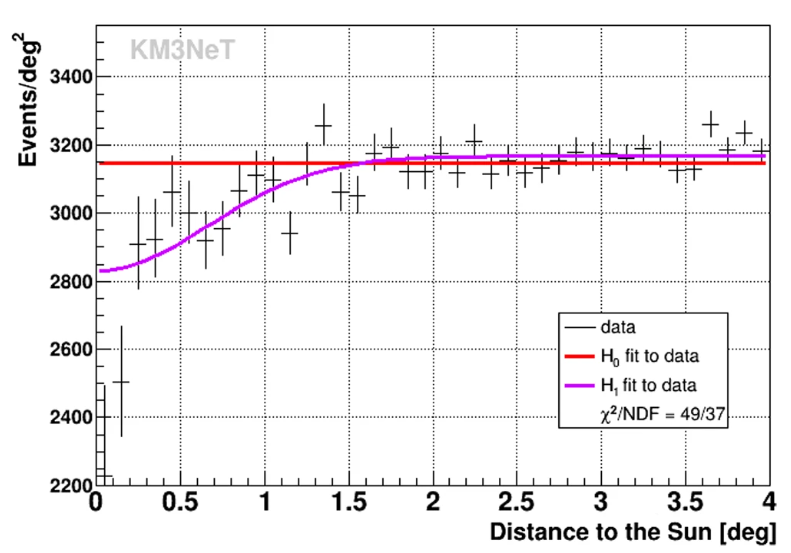 KM3NeT
Events/deg²
3400
3200
3000
2800
2600
2400
2200
data
H₀ fit to data
H₁ fit to data
χ²/NDF = 49/37
0 0.5 1 1.5 2 2.5 3 3.5 4
Distance to the Sun [deg]